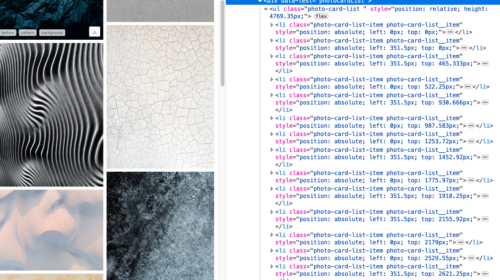 texture pattern background
<div data-test="photoCardList">
▼<ul class="photo-card-list " style="position: relative; height:
4769.35px;"> flex
▶<li class="photo-card-list-item photo-card-list__item"
style="position: absolute; left: 0px; top: 0px;">⋯</li>
▶<li class="photo-card-list-item photo-card-list__item"
style="position: absolute; left: 351.5px; top: 0px;">⋯
</li>
▶<li class="photo-card-list-item photo-card-list__item"
style="position: absolute; left: 351.5px; top: 465.333px;">⋯
</li>
▶<li class="photo-card-list-item photo-card-list__item"
style="position: absolute; left: 0px; top: 522.25px;">⋯</li>
▶<li class="photo-card-list-item photo-card-list__item"
style="position: absolute; left: 351.5px; top: 930.666px;">⋯
</li>
▶<li class="photo-card-list-item photo-card-list__item"
style="position: absolute; left: 0px; top: 987.583px;">⋯</li>
▶<li class="photo-card-list-item photo-card-list__item"
style="position: absolute; left: 0px; top: 1253.72px;">⋯</li>
▶<li class="photo-card-list-item photo-card-list__item"
style="position: absolute; left: 351.5px; top: 1452.92px;">⋯
</li>
▶<li class="photo-card-list-item photo-card-list__item"
style="position: absolute; left: 0px; top: 1775.97px;">⋯</li>
▶<li class="photo-card-list-item photo-card-list__item"
style="position: absolute; left: 351.5px; top: 1918.25px;">⋯
</li>
▶<li class="photo-card-list-item photo-card-list__item"
style="position: absolute; left: 351.5px; top: 2155.92px;">⋯
</li>
▶<li class="photo-card-list-item photo-card-list__item"
style="position: absolute; left: 0px; top: 2179px;">⋯</li>
▶<li class="photo-card-list-item photo-card-list__item"
style="position: absolute; left: 0px; top: 2529.55px;">⋯</li>
▶<li class="photo-card-list-item photo-card-list__item"
style="position: absolute; left: 351.5px; top: 2621.25px;">⋯